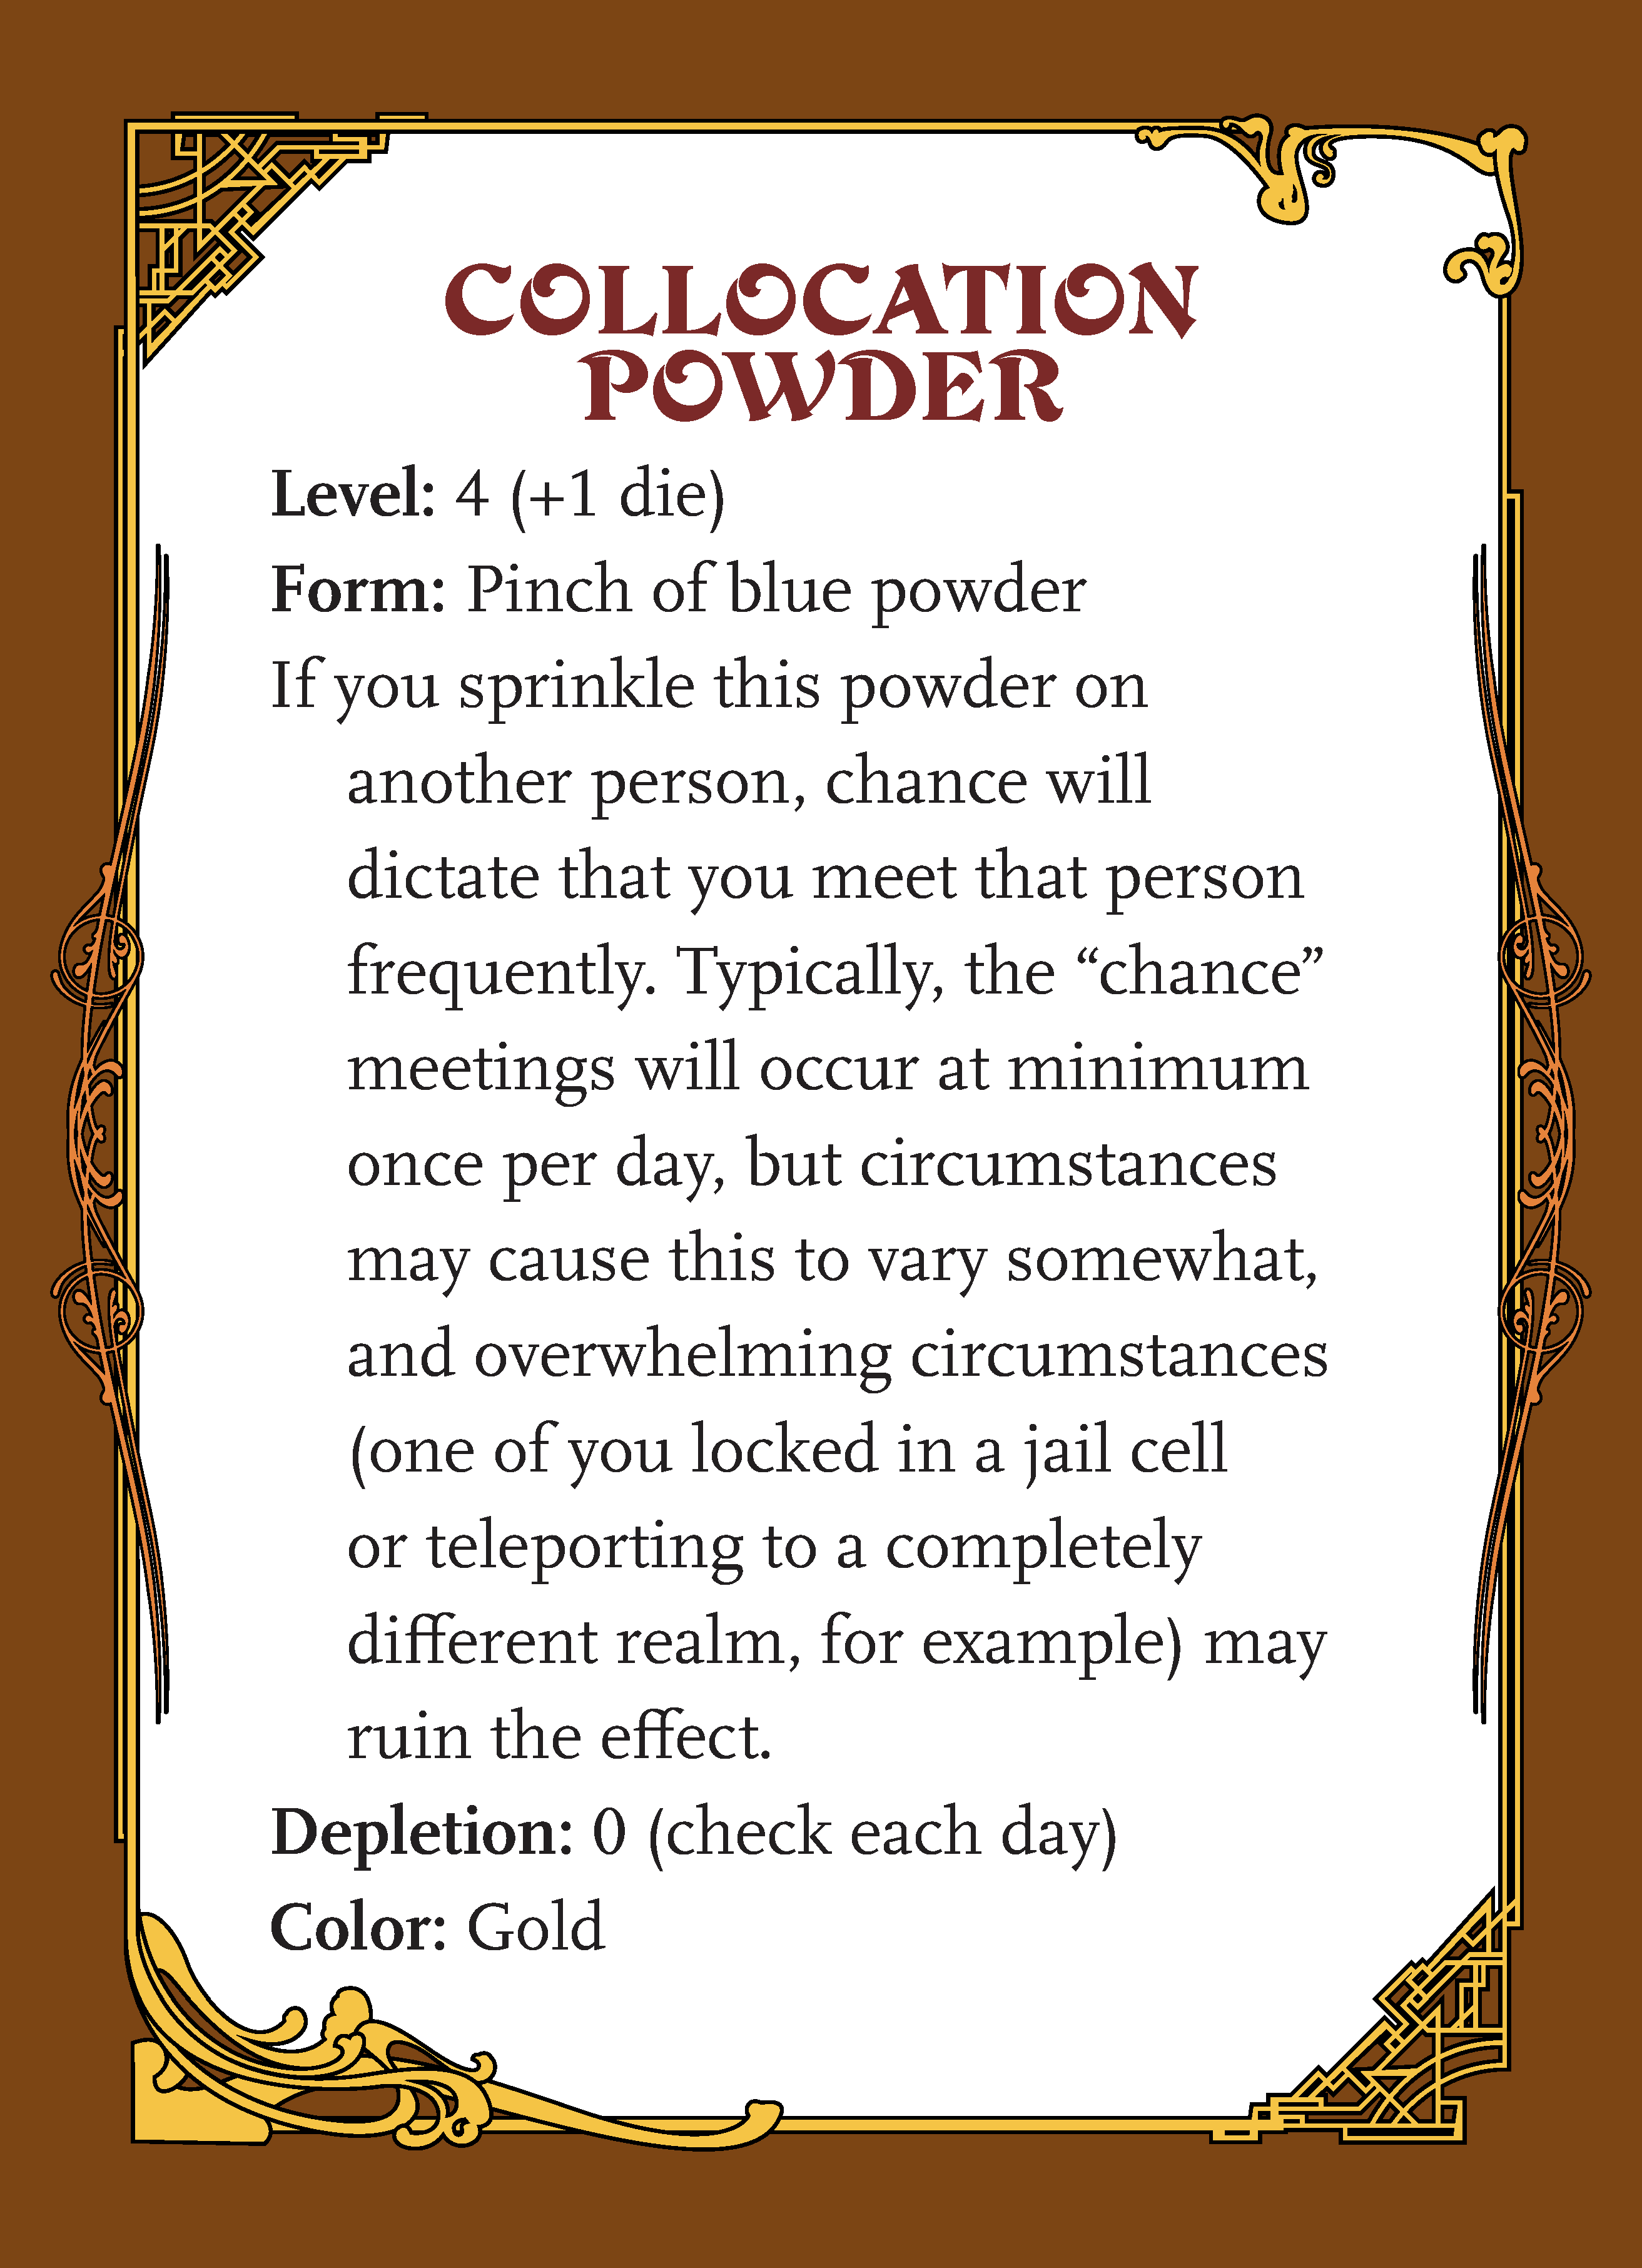 COLLOCATION
POWDER
Level: 4 (+1 die)
Form: Pinch of blue powder
If you sprinkle this powder on
another person, chance will
dictate that you meet that person
frequently. Typically, the “chance”
meetings will occur at minimum
once per day, but circumstances
may cause this to vary somewhat,
and overwhelming circumstances
(one of you locked in a jail cell
or teleporting to a completely
different realm, for example) may
ruin the effect.
Depletion: 0 (check each day)
Color: Gold